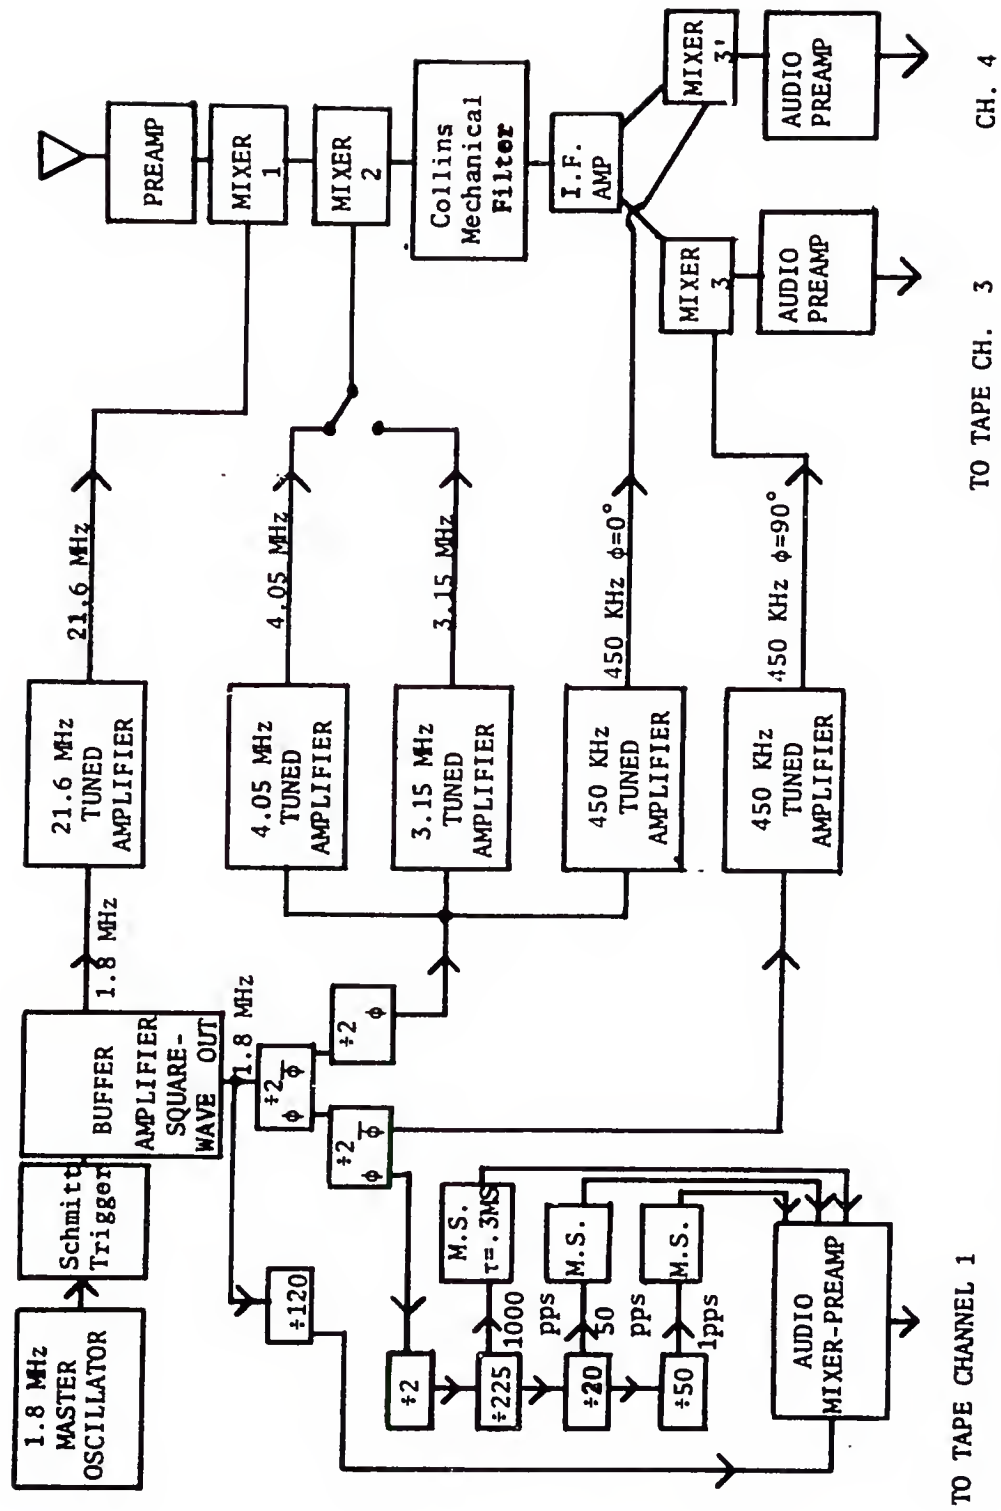 1.8 MHz
MASTER
OSCILLATOR
Schmitt
Trigger
BUFFER
AMPLIFIER
SQUARE-
WAVE OUT
1.8 MHz
21.6 MHz
TUNED
AMPLIFIER
21.6 MHz
PREAMP
MIXER
1
MIXER
2
Collins
Mechanical
Filter
I.F.
AMP
MIXER
3'
AUDIO
PREAMP
CH. 4
MIXER
3
AUDIO
PREAMP
TO TAPE CH. 3
1.8 MHz
÷2
φ φ̅
÷2
φ
÷2
φ φ̅
4.05 MHz
TUNED
AMPLIFIER
4.05 MHz
3.15 MHz
TUNED
AMPLIFIER
3.15 MHz
450 KHz
TUNED
AMPLIFIER
450 KHz φ=0°
450 KHz
TUNED
AMPLIFIER
450 KHz φ=90°
÷120
÷2
÷225
1000
pps
M.S.
τ=.3MS
÷20
50
pps
M.S.
÷50
1pps
M.S.
AUDIO
MIXER-PREAMP
TO TAPE CHANNEL 1